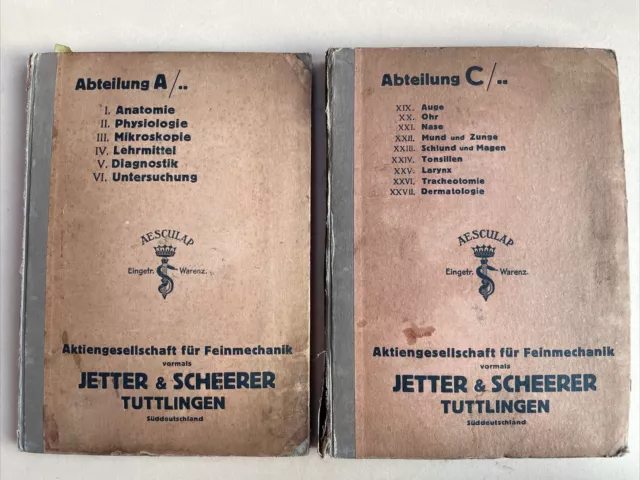 Abteilung A/..
I. Anatomie
II. Physiologie
III. Mikroskopie
IV. Lehrmittel
V. Diagnostik
VI. Untersuchung
AESCULAP
Eingetr. Warenz.
Aktiengesellschaft für Feinmechanik
vormals
JETTER & SCHEERER
TUTTLINGEN
Süddeutschland
Abteilung C/..
XIX. Auge
XX. Ohr
XXI. Nase
XXII. Mund und Zunge
XXIII. Schlund und Magen
XXIV. Tonsillen
XXV. Larynx
XXVI. Tracheotomie
XXVII. Dermatologie
AESCULAP
Eingetr. Warenz.
Aktiengesellschaft für Feinmechanik
vormals
JETTER & SCHEERER
TUTTLINGEN
Süddeutschland